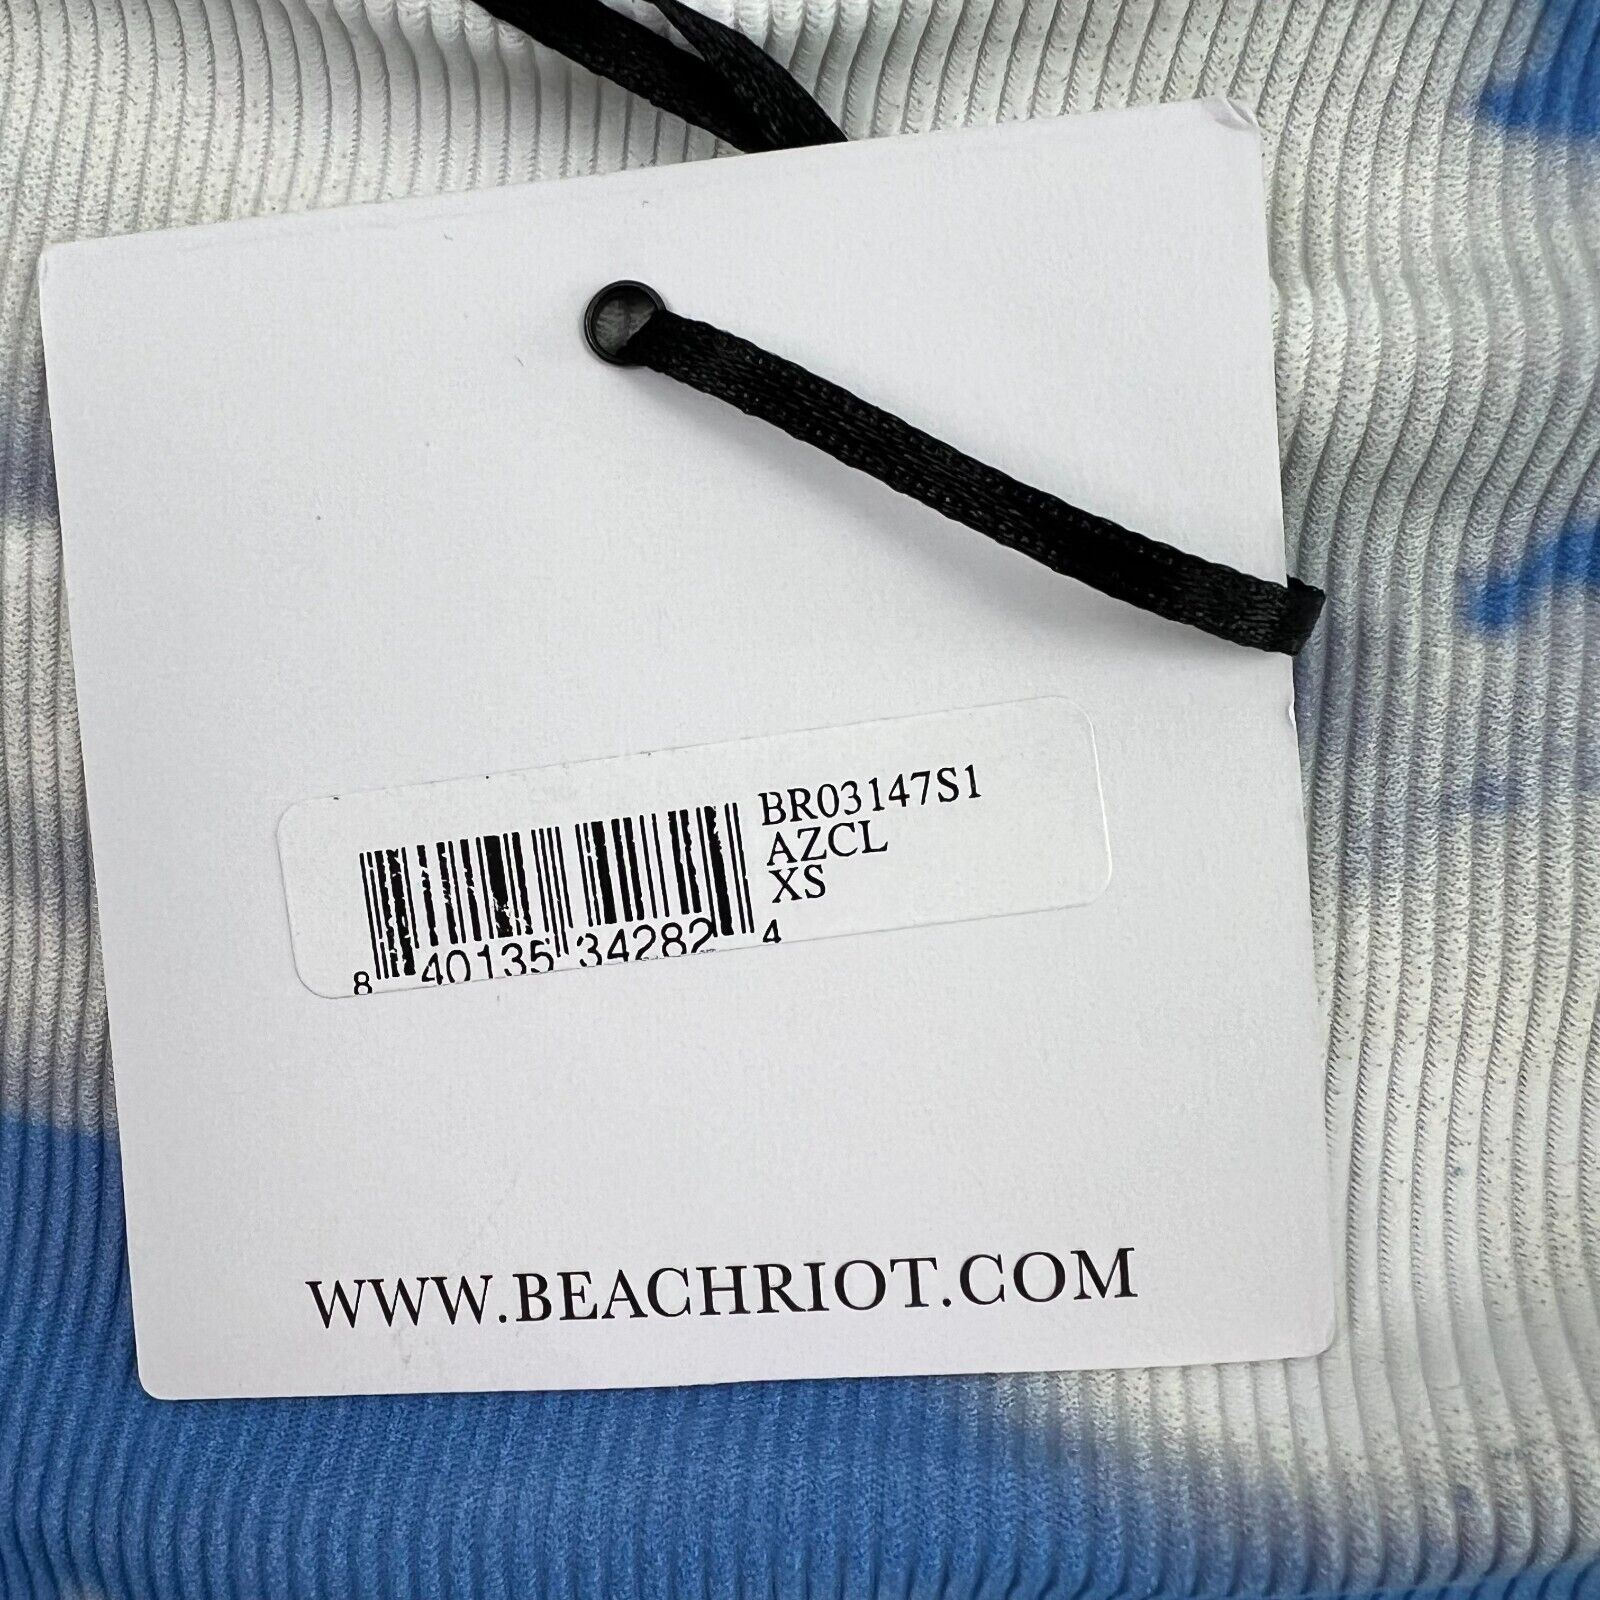 BR03147S1
AZCL
XS
8 40135 34282 4
WWW.BEACHRIOT.COM